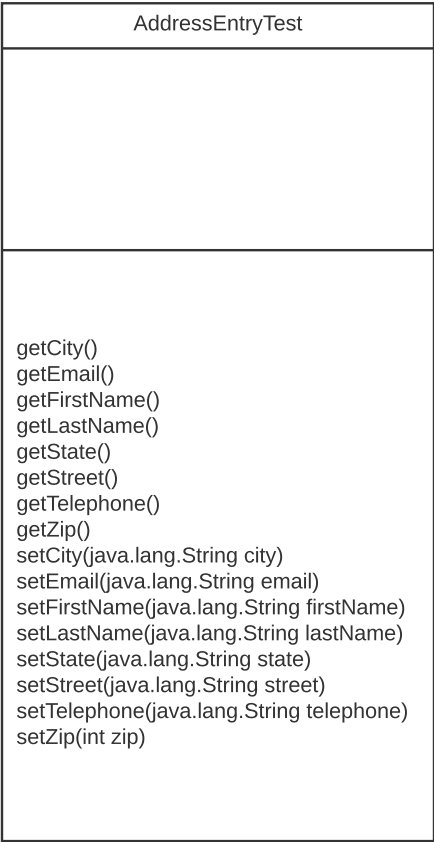 AddressEntryTest
getCity()
getEmail()
getFirstName()
getLastName()
getState()
getStreet()
getTelephone()
getZip()
setCity(java.lang.String city)
setEmail(java.lang.String email)
setFirstName(java.lang.String firstName)
setLastName(java.lang.String lastName)
setState(java.lang.String state)
setStreet(java.lang.String street)
setTelephone(java.lang.String telephone)
setZip(int zip)